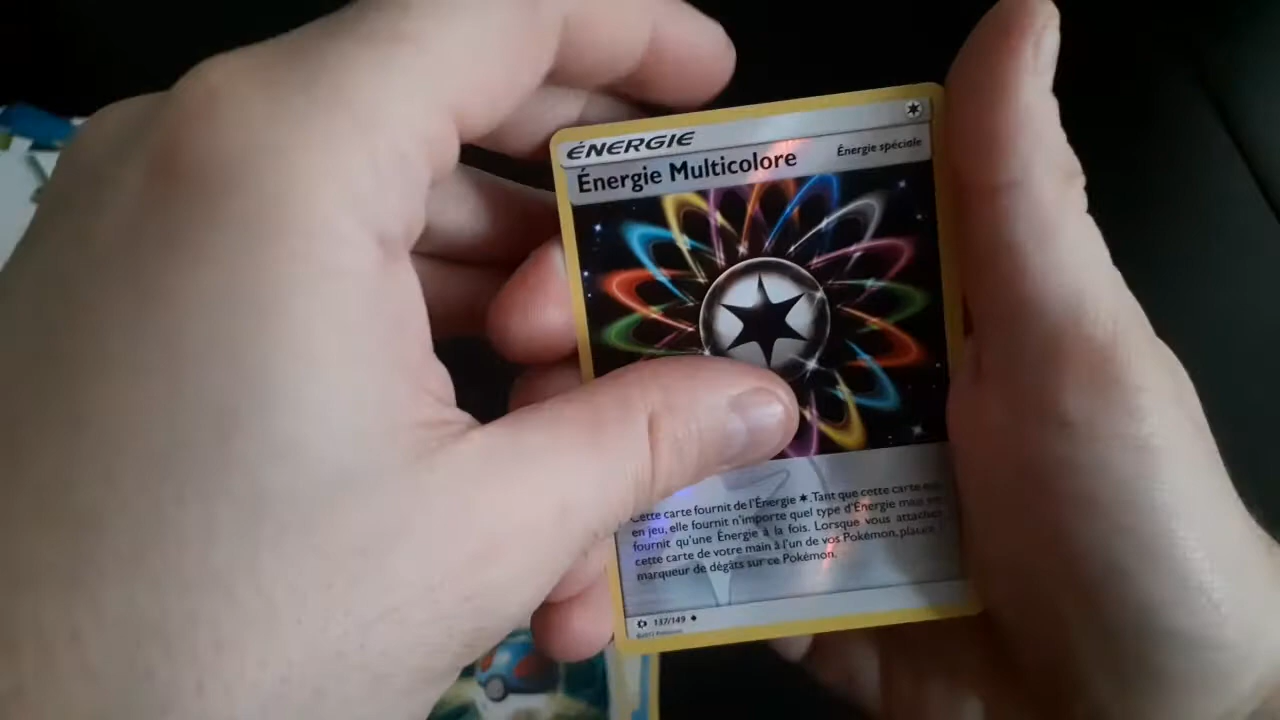 ÉNERGIE
Énergie Multicolore
Énergie spéciale
Cette carte fournit de l'Énergie ✶. Tant que cette carte est
en jeu, elle fournit n'importe quel type d'Énergie mais ne
fournit qu'une Énergie à la fois. Lorsque vous attachez
cette carte de votre main à l'un de vos Pokémon, placez
marqueur de dégâts sur ce Pokémon.
137/149